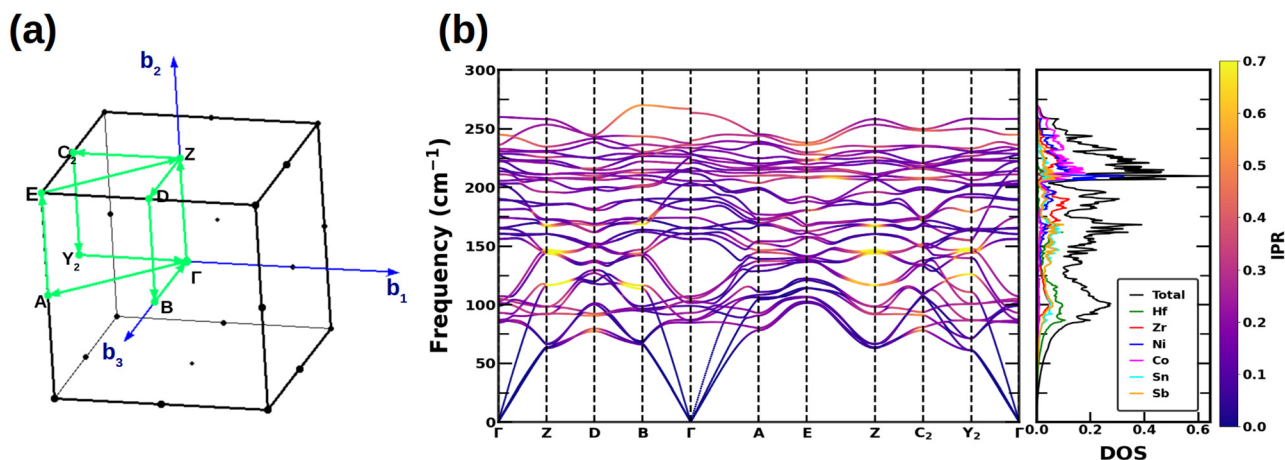 (a)
b₂
C₂
Z
E
D
Y₂
Γ
b₁
A
B
b₃
(b)
Frequency (cm⁻¹)
300
250
200
150
100
50
0
Γ Z D B Γ A E Z C₂ Y₂ Γ
Total
Hf
Zr
Ni
Co
Sn
Sb
0.0 0.2 0.4 0.6
DOS
0.7
0.6
0.5
0.4
0.3
0.2
0.1
0.0
IPR